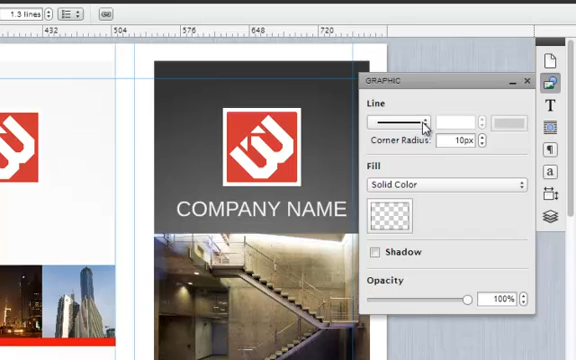 1.3 lines
432 504 576 648 720
GRAPHIC
Line
Corner Radius: 10px
Fill
Solid Color
Shadow
Opacity
100%
COMPANY NAME
T
a